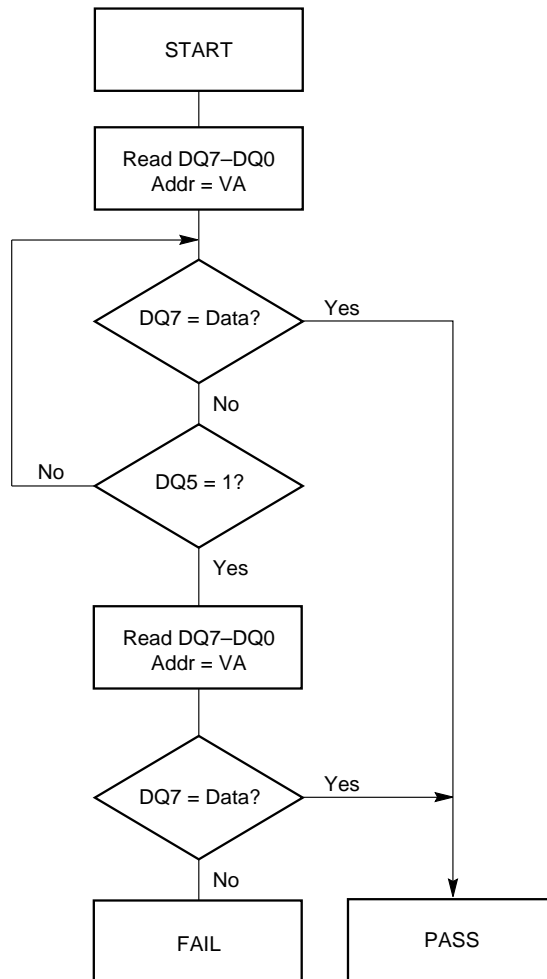 START
Read DQ7–DQ0
Addr = VA
DQ7 = Data?
Yes
No
No
DQ5 = 1?
Yes
Read DQ7–DQ0
Addr = VA
DQ7 = Data?
Yes
No
FAIL
PASS